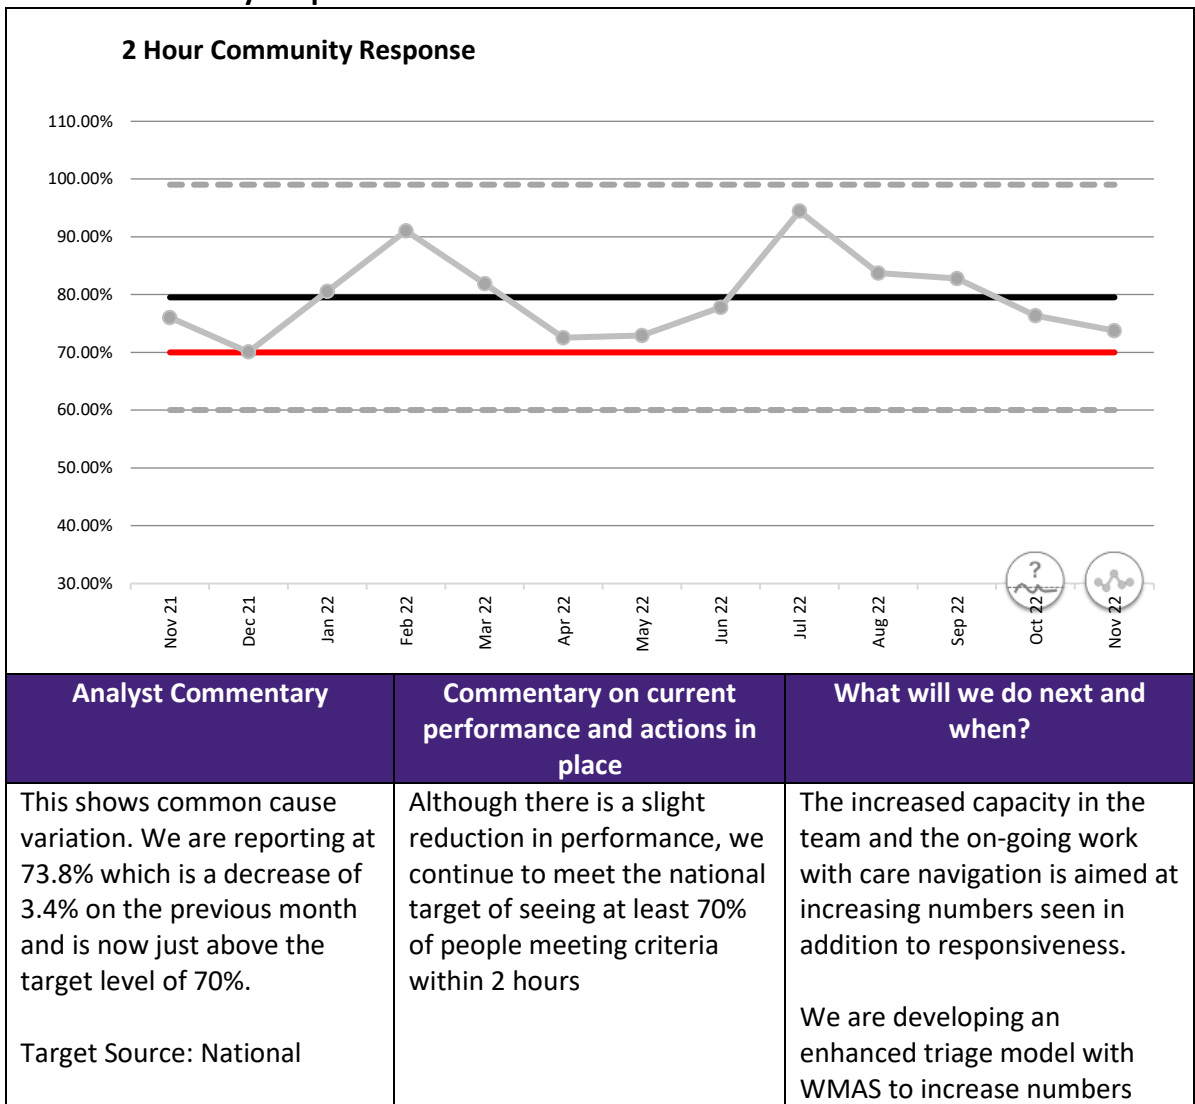 2 Hour Community Response
110.00%
100.00%
90.00%
80.00%
70.00%
60.00%
50.00%
40.00%
30.00%
?
Nov 21
Dec 21
Jan 22
Feb 22
Mar 22
Apr 22
May 22
Jun 22
Jul 22
Aug 22
Sep 22
Oct 22
Nov 22
Analyst Commentary
This shows common cause
variation. We are reporting at
73.8% which is a decrease of
3.4% on the previous month
and is now just above the
target level of 70%.
Target Source: National
Commentary on current
performance and actions in
place
Although there is a slight
reduction in performance, we
continue to meet the national
target of seeing at least 70%
of people meeting criteria
within 2 hours
What will we do next and
when?
The increased capacity in the
team and the on-going work
with care navigation is aimed at
increasing numbers seen in
addition to responsiveness.
We are developing an
enhanced triage model with
WMAS to increase numbers